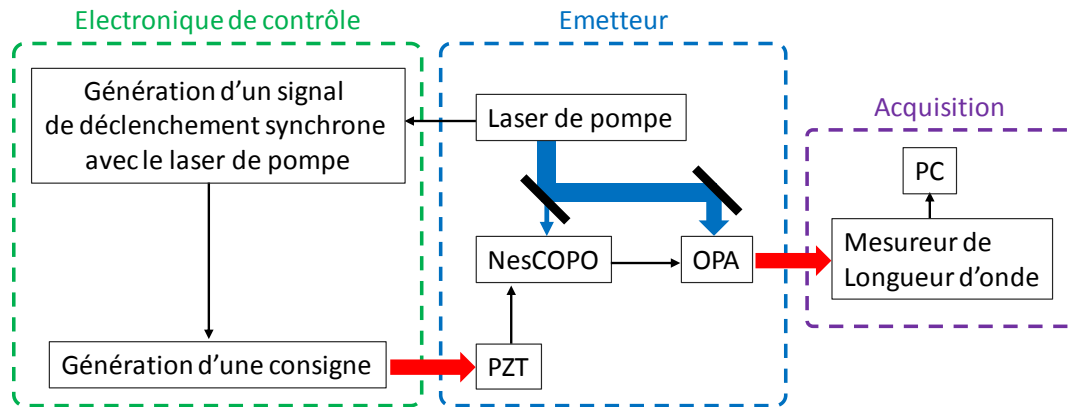 Electronique de contrôle
Génération d'un signal
de déclenchement synchrone
avec le laser de pompe
Génération d'une consigne
Emetteur
Laser de pompe
NesCOPO
OPA
PZT
Acquisition
PC
Mesureur de
Longueur d'onde